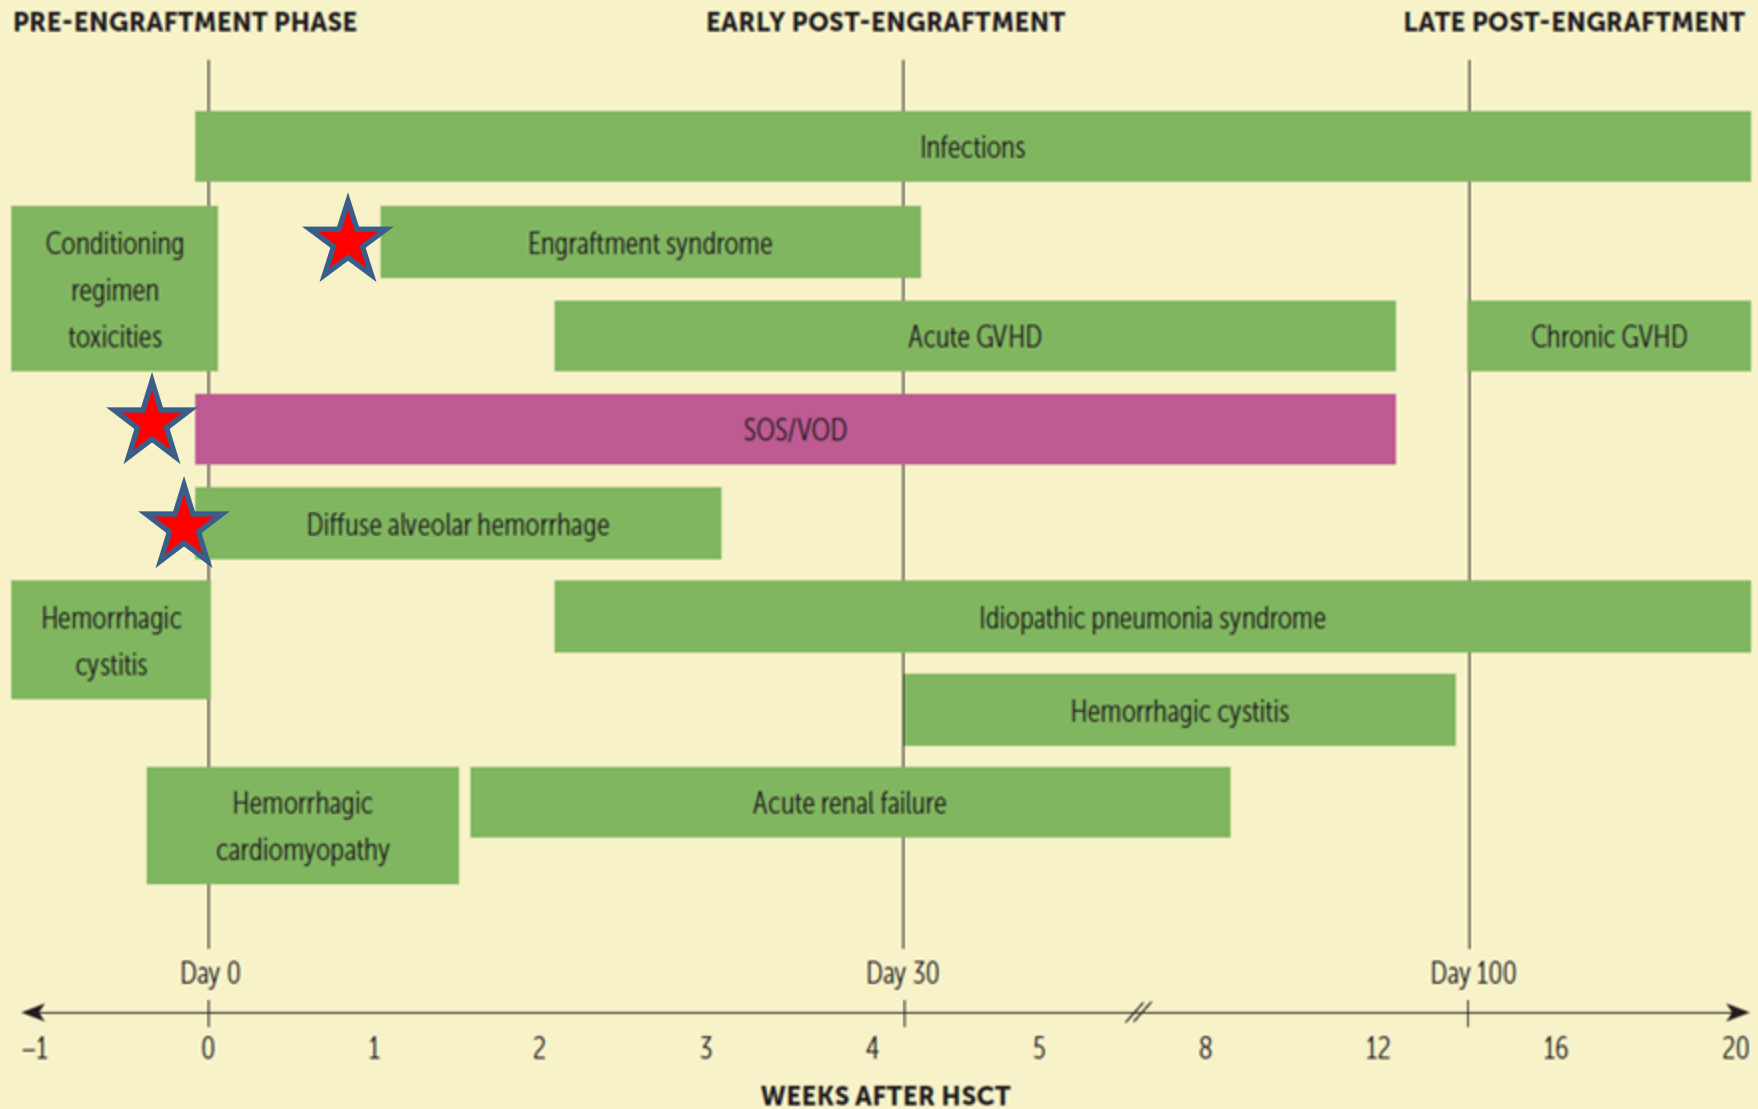 PRE-ENGRAFTMENT PHASE
EARLY POST-ENGRAFTMENT
LATE POST-ENGRAFTMENT
Infections
Conditioning
regimen
toxicities
Engraftment syndrome
Acute GVHD
Chronic GVHD
SOS/VOD
Diffuse alveolar hemorrhage
Hemorrhagic
cystitis
Idiopathic pneumonia syndrome
Hemorrhagic cystitis
Hemorrhagic
cardiomyopathy
Acute renal failure
Day 0
Day 30
Day 100
–1 0 1 2 3 4 5 8 12 16 20
WEEKS AFTER HSCT